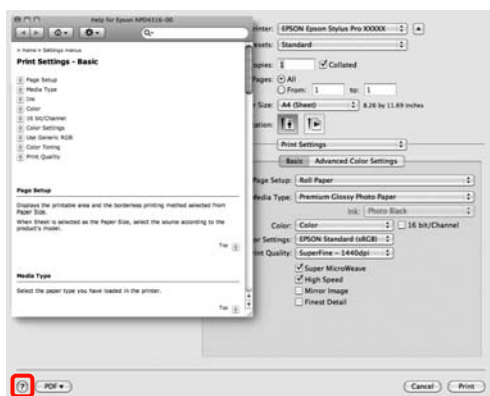 Help for Epson NPD4316-00
Q-
> Home > Settings menus
Print Settings - Basic
Page Setup
Media Type
Ink
Color
16 bit/Channel
Color Settings
Use Generic RGB
Color Toning
Print Quality
Page Setup
Displays the printable area and the borderless printing method selected from
Paper Size.
When Sheet is selected as the Paper Size, select the source according to the
product's model.
Top
Media Type
Select the paper type you have loaded in the printer.
Top
rinter: EPSON Epson Stylus Pro XXXXX
esets: Standard
opies: 1 Collated
Pages: All
From: 1 to: 1
r Size: A4 (Sheet) 8.26 by 11.69 inches
tation:
Print Settings
Basic Advanced Color Settings
Page Setup: Roll Paper
Media Type: Premium Glossy Photo Paper
Ink: Photo Black
Color: Color 16 bit/Channel
or Settings: EPSON Standard (sRGB)
int Quality: SuperFine - 1440dpi
Super MicroWeave
High Speed
Mirror Image
Finest Detail
? PDF Cancel Print